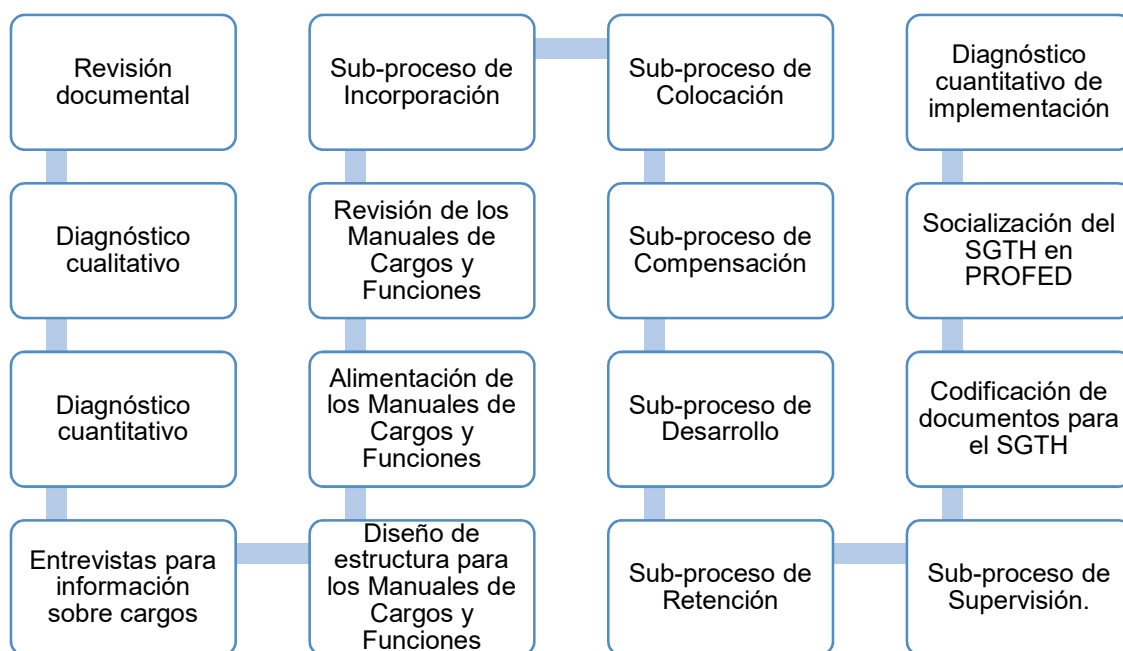 Revisión
documental
Diagnóstico
cualitativo
Diagnóstico
cuantitativo
Entrevistas para
información
sobre cargos
Diseño de
estructura para
los Manuales de
Cargos y
Funciones
Alimentación de
los Manuales de
Cargos y
Funciones
Revisión de los
Manuales de
Cargos y
Funciones
Sub-proceso de
Incorporación
Sub-proceso de
Colocación
Sub-proceso de
Compensación
Sub-proceso de
Desarrollo
Sub-proceso de
Retención
Sub-proceso de
Supervisión.
Codificación de
documentos para
el SGTH
Socialización del
SGTH en
PROFED
Diagnóstico
cuantitativo de
implementación